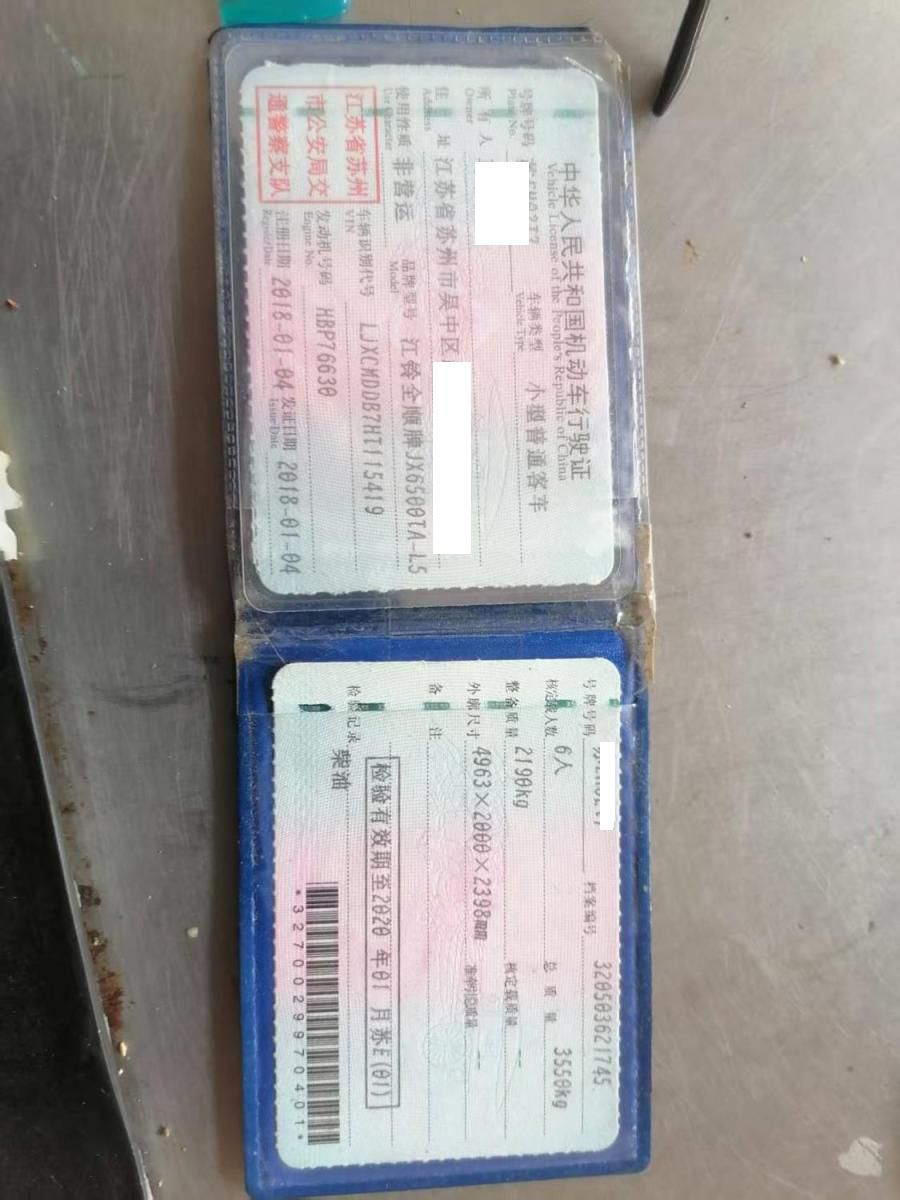 中华人民共和国机动车行驶证
Vehicle License of the People's Republic of China
号牌号码
Plate No.
车辆类型 小型普通客车
Vehicle Type
所有人
Owner
住址 江苏省苏州市吴中区
Address
使用性质 非营运
Use Character
品牌型号 江铃全顺牌JX6500TA-L5
Model
江苏省苏州
市公安局交
通警察支队
车辆识别代号 LJXCMDDB7HT115419
VIN
发动机号码 HBP76630
Engine No.
注册日期 2018-01-04
Register Date
发证日期 2018-01-04
Issue Date
号牌号码
档案编号 320503621745
核定载人数 6人
总质量 3550kg
整备质量 2190kg
核定载质量 --
外廓尺寸 4963×2000×2398mm
准牵引总质量 --
备注
检验有效期至2020年01月苏E(01)
检验记录
柴油
*3270029970401*